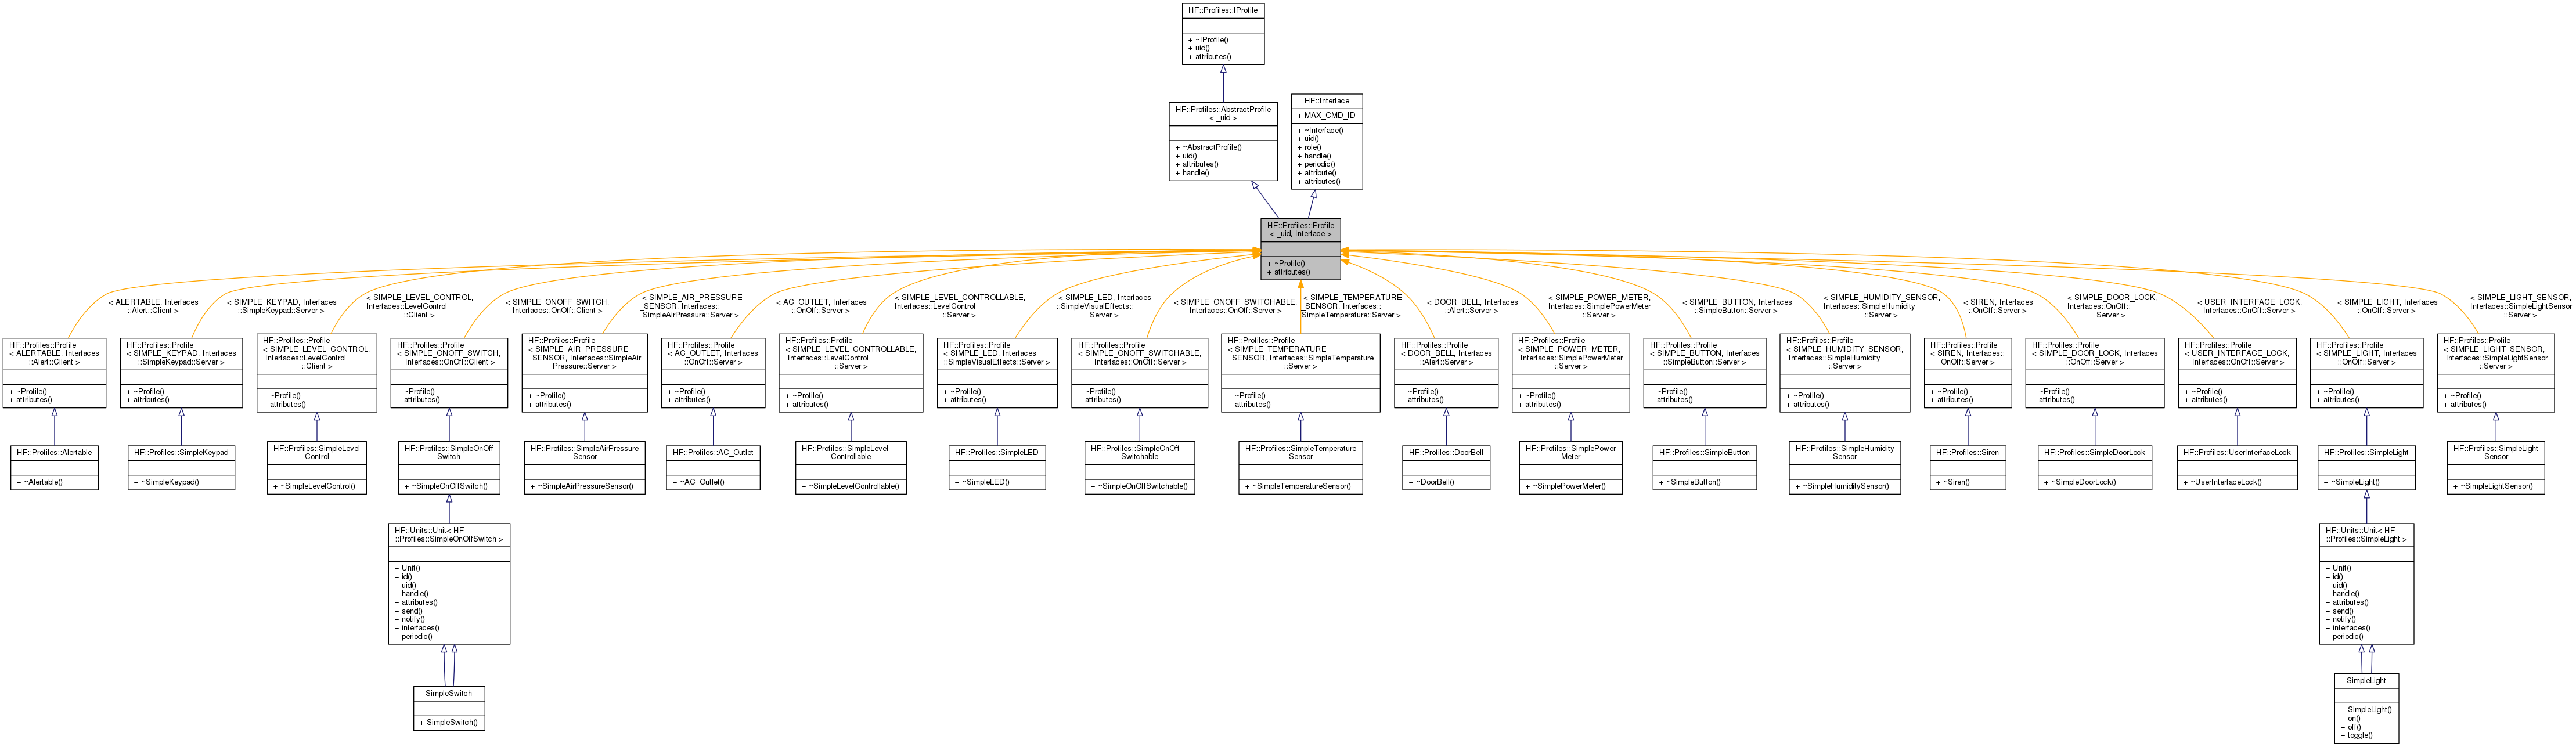 HF::Profiles::IProfile
+ ~IProfile()
+ uid()
+ attributes()
HF::Profiles::AbstractProfile
< _uid >
+ ~AbstractProfile()
+ uid()
+ attributes()
+ handle()
HF::Interface
+ MAX_CMD_ID
+ ~Interface()
+ uid()
+ role()
+ handle()
+ periodic()
+ attribute()
+ attributes()
HF::Profiles::Profile
< _uid, Interface >
+ ~Profile()
+ attributes()
< ALERTABLE, Interfaces
::Alert::Client >
< SIMPLE_KEYPAD, Interfaces
::SimpleKeypad::Server >
< SIMPLE_LEVEL_CONTROL,
Interfaces::LevelControl
::Client >
< SIMPLE_ONOFF_SWITCH,
Interfaces::OnOff::Client >
< SIMPLE_AIR_PRESSURE
_SENSOR, Interfaces::
SimpleAirPressure::Server >
< AC_OUTLET, Interfaces
::OnOff::Server >
< SIMPLE_LEVEL_CONTROLLABLE,
Interfaces::LevelControl
::Server >
< SIMPLE_LED, Interfaces
::SimpleVisualEffects::
Server >
< SIMPLE_ONOFF_SWITCHABLE,
Interfaces::OnOff::Server >
< SIMPLE_TEMPERATURE
_SENSOR, Interfaces::
SimpleTemperature::Server >
< DOOR_BELL, Interfaces
::Alert::Server >
< SIMPLE_POWER_METER,
Interfaces::SimplePowerMeter
::Server >
< SIMPLE_BUTTON, Interfaces
::SimpleButton::Server >
< SIMPLE_HUMIDITY_SENSOR,
Interfaces::SimpleHumidity
::Server >
< SIREN, Interfaces
::OnOff::Server >
< SIMPLE_DOOR_LOCK,
Interfaces::OnOff::
Server >
< USER_INTERFACE_LOCK,
Interfaces::OnOff::Server >
< SIMPLE_LIGHT, Interfaces
::OnOff::Server >
< SIMPLE_LIGHT_SENSOR,
Interfaces::SimpleLightSensor
::Server >
HF::Profiles::Profile
< ALERTABLE, Interfaces
::Alert::Client >
+ ~Profile()
+ attributes()
HF::Profiles::Profile
< SIMPLE_KEYPAD, Interfaces
::SimpleKeypad::Server >
+ ~Profile()
+ attributes()
HF::Profiles::Profile
< SIMPLE_LEVEL_CONTROL,
Interfaces::LevelControl
::Client >
+ ~Profile()
+ attributes()
HF::Profiles::Profile
< SIMPLE_ONOFF_SWITCH,
Interfaces::OnOff::Client >
+ ~Profile()
+ attributes()
HF::Profiles::Profile
< SIMPLE_AIR_PRESSURE
_SENSOR, Interfaces::SimpleAir
Pressure::Server >
+ ~Profile()
+ attributes()
HF::Profiles::Profile
< AC_OUTLET, Interfaces
::OnOff::Server >
+ ~Profile()
+ attributes()
HF::Profiles::Profile
< SIMPLE_LEVEL_CONTROLLABLE,
Interfaces::LevelControl
::Server >
+ ~Profile()
+ attributes()
HF::Profiles::Profile
< SIMPLE_LED, Interfaces
::SimpleVisualEffects::Server >
+ ~Profile()
+ attributes()
HF::Profiles::Profile
< SIMPLE_ONOFF_SWITCHABLE,
Interfaces::OnOff::Server >
+ ~Profile()
+ attributes()
HF::Profiles::Profile
< SIMPLE_TEMPERATURE
_SENSOR, Interfaces::SimpleTemperature
::Server >
+ ~Profile()
+ attributes()
HF::Profiles::Profile
< DOOR_BELL, Interfaces
::Alert::Server >
+ ~Profile()
+ attributes()
HF::Profiles::Profile
< SIMPLE_POWER_METER,
Interfaces::SimplePowerMeter
::Server >
+ ~Profile()
+ attributes()
HF::Profiles::Profile
< SIMPLE_BUTTON, Interfaces
::SimpleButton::Server >
+ ~Profile()
+ attributes()
HF::Profiles::Profile
< SIMPLE_HUMIDITY_SENSOR,
Interfaces::SimpleHumidity
::Server >
+ ~Profile()
+ attributes()
HF::Profiles::Profile
< SIREN, Interfaces::
OnOff::Server >
+ ~Profile()
+ attributes()
HF::Profiles::Profile
< SIMPLE_DOOR_LOCK, Interfaces
::OnOff::Server >
+ ~Profile()
+ attributes()
HF::Profiles::Profile
< USER_INTERFACE_LOCK,
Interfaces::OnOff::Server >
+ ~Profile()
+ attributes()
HF::Profiles::Profile
< SIMPLE_LIGHT, Interfaces
::OnOff::Server >
+ ~Profile()
+ attributes()
HF::Profiles::Profile
< SIMPLE_LIGHT_SENSOR,
Interfaces::SimpleLightSensor
::Server >
+ ~Profile()
+ attributes()
HF::Profiles::Alertable
+ ~Alertable()
HF::Profiles::SimpleKeypad
+ ~SimpleKeypad()
HF::Profiles::SimpleLevel
Control
+ ~SimpleLevelControl()
HF::Profiles::SimpleOnOff
Switch
+ ~SimpleOnOffSwitch()
HF::Profiles::SimpleAirPressure
Sensor
+ ~SimpleAirPressureSensor()
HF::Profiles::AC_Outlet
+ ~AC_Outlet()
HF::Profiles::SimpleLevel
Controllable
+ ~SimpleLevelControllable()
HF::Profiles::SimpleLED
+ ~SimpleLED()
HF::Profiles::SimpleOnOff
Switchable
+ ~SimpleOnOffSwitchable()
HF::Profiles::SimpleTemperature
Sensor
+ ~SimpleTemperatureSensor()
HF::Profiles::DoorBell
+ ~DoorBell()
HF::Profiles::SimplePower
Meter
+ ~SimplePowerMeter()
HF::Profiles::SimpleButton
+ ~SimpleButton()
HF::Profiles::SimpleHumidity
Sensor
+ ~SimpleHumiditySensor()
HF::Profiles::Siren
+ ~Siren()
HF::Profiles::SimpleDoorLock
+ ~SimpleDoorLock()
HF::Profiles::UserInterfaceLock
+ ~UserInterfaceLock()
HF::Profiles::SimpleLight
+ ~SimpleLight()
HF::Profiles::SimpleLight
Sensor
+ ~SimpleLightSensor()
HF::Units::Unit< HF
::Profiles::SimpleOnOffSwitch >
+ Unit()
+ id()
+ uid()
+ handle()
+ attributes()
+ send()
+ notify()
+ interfaces()
+ periodic()
HF::Units::Unit< HF
::Profiles::SimpleLight >
+ Unit()
+ id()
+ uid()
+ handle()
+ attributes()
+ send()
+ notify()
+ interfaces()
+ periodic()
SimpleSwitch
+ SimpleSwitch()
SimpleLight
+ SimpleLight()
+ on()
+ off()
+ toggle()